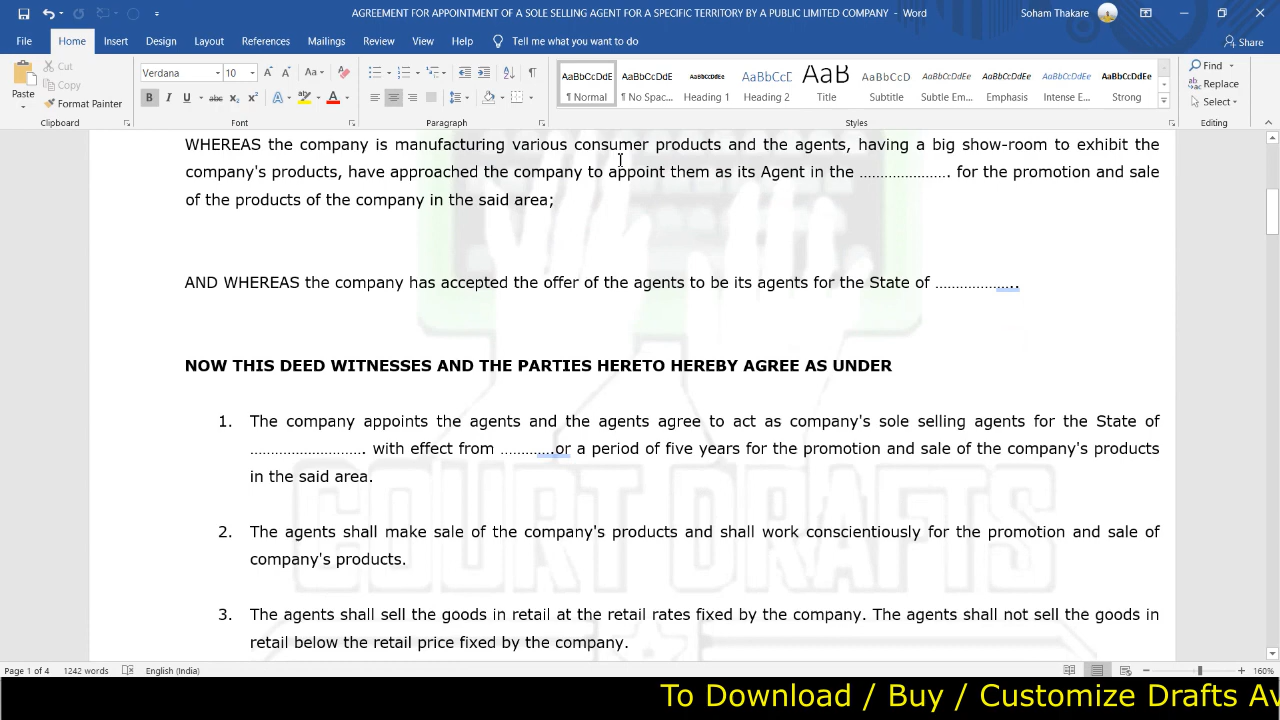 AGREEMENT FOR APPOINTMENT OF A SOLE SELLING AGENT FOR A SPECIFIC TERRITORY BY A PUBLIC LIMITED COMPANY - Word
Soham Thakare
File Home Insert Design Layout References Mailings Review View Help Tell me what you want to do Share
Paste
Cut
Copy
Format Painter
Verdana 10
AaBbCcDdE AaBbCcDdE AaBbCcDdEe AaBbCcE AaB AaBbCcD AaBbCcDdEe AaBbCcDdEe AaBbCcDdEe AaBbCcDdEe
¶ Normal ¶ No Spac... Heading 1 Heading 2 Title Subtitle Subtle Em... Emphasis Intense E... Strong
Find
Replace
Select
Clipboard Font Paragraph Styles Editing
WHEREAS the company is manufacturing various consumer products and the agents, having a big show-room to exhibit the
company's products, have approached the company to appoint them as its Agent in the ...................... for the promotion and sale
of the products of the company in the said area;
AND WHEREAS the company has accepted the offer of the agents to be its agents for the State of .....................
NOW THIS DEED WITNESSES AND THE PARTIES HERETO HEREBY AGREE AS UNDER
1. The company appoints the agents and the agents agree to act as company's sole selling agents for the State of
............................. with effect from ..............or a period of five years for the promotion and sale of the company's products
in the said area.
2. The agents shall make sale of the company's products and shall work conscientiously for the promotion and sale of
company's products.
3. The agents shall sell the goods in retail at the retail rates fixed by the company. The agents shall not sell the goods in
retail below the retail price fixed by the company.
COURT DRAFTS
Page 1 of 4 1242 words English (India) 160%
To Download / Buy / Customize Drafts Av